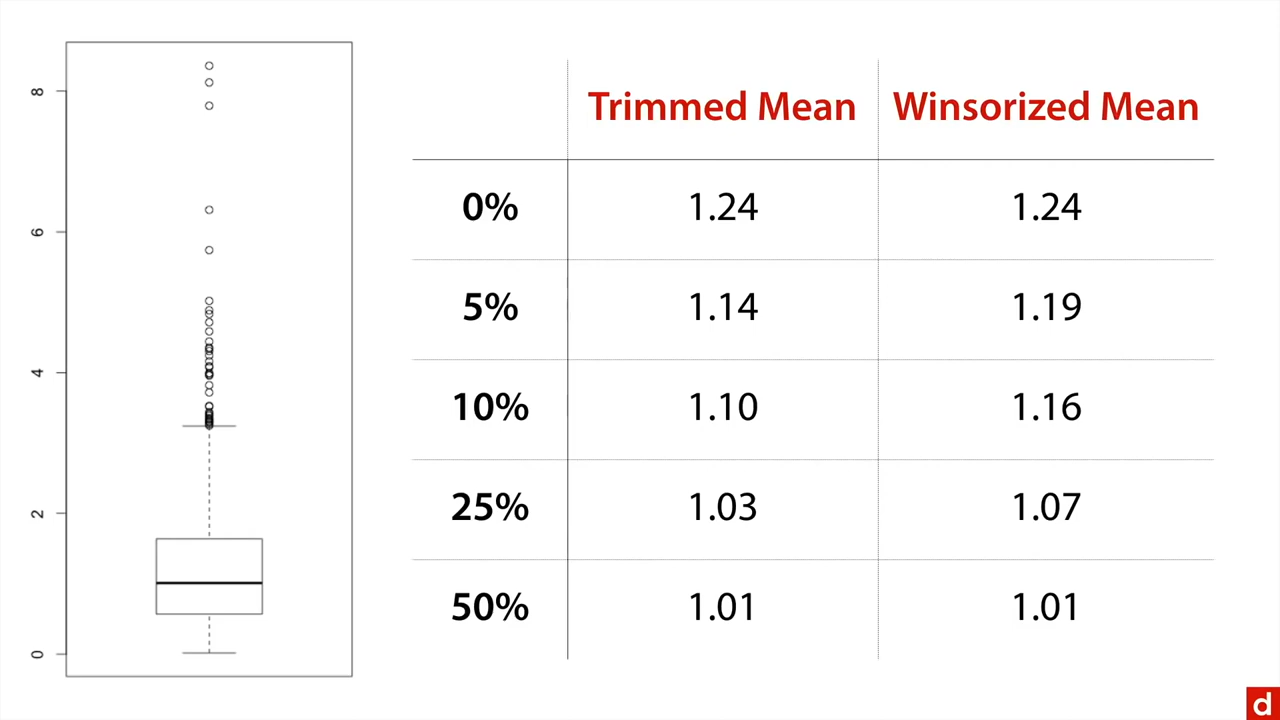 8
6
4
2
0
Trimmed Mean Winsorized Mean
0% 1.24 1.24
5% 1.14 1.19
10% 1.10 1.16
25% 1.03 1.07
50% 1.01 1.01
d